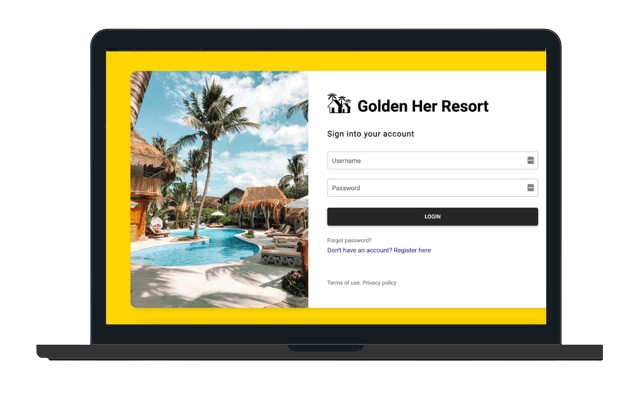 Golden Her Resort
Sign into your account
Username
Password
LOGIN
Forgot password?
Don't have an account? Register here
Terms of use. Privacy policy